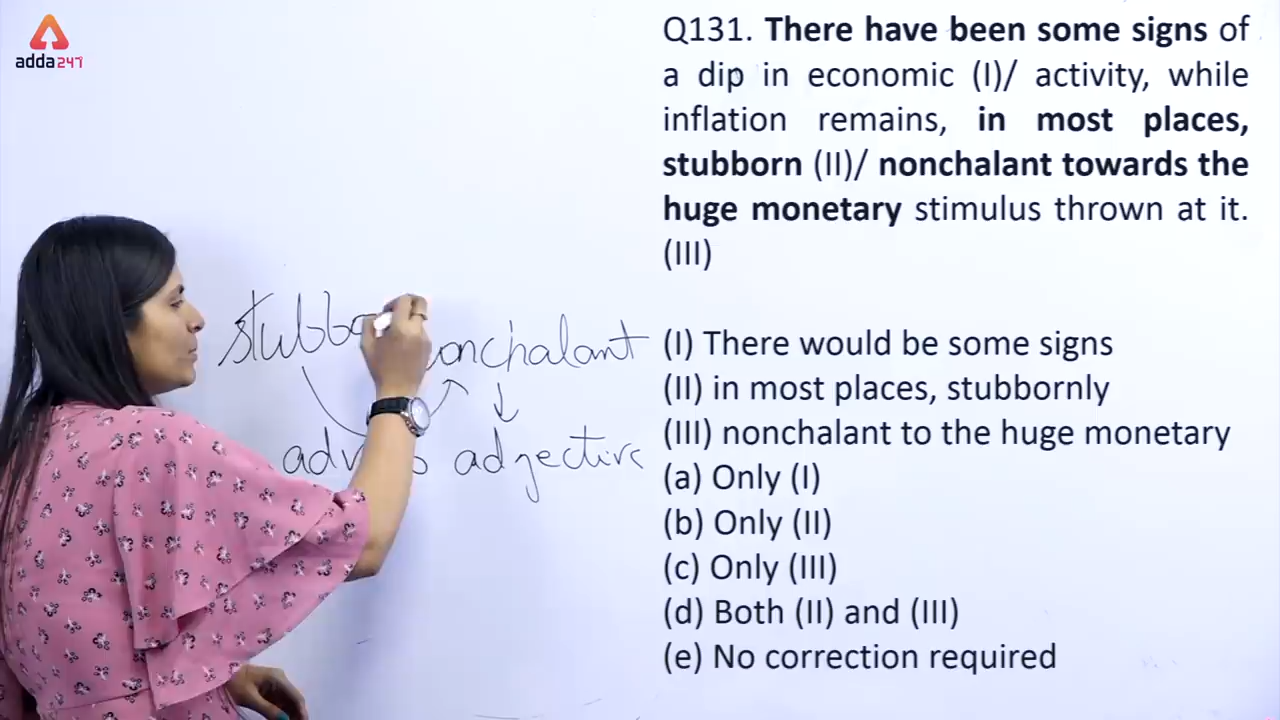 adda247
Q131. There have been some signs of
a dip in economic (I)/ activity, while
inflation remains, in most places,
stubborn (II)/ nonchalant towards the
huge monetary stimulus thrown at it.
(III)
(I) There would be some signs
(II) in most places, stubbornly
(III) nonchalant to the huge monetary
(a) Only (I)
(b) Only (II)
(c) Only (III)
(d) Both (II) and (III)
(e) No correction required
adjective